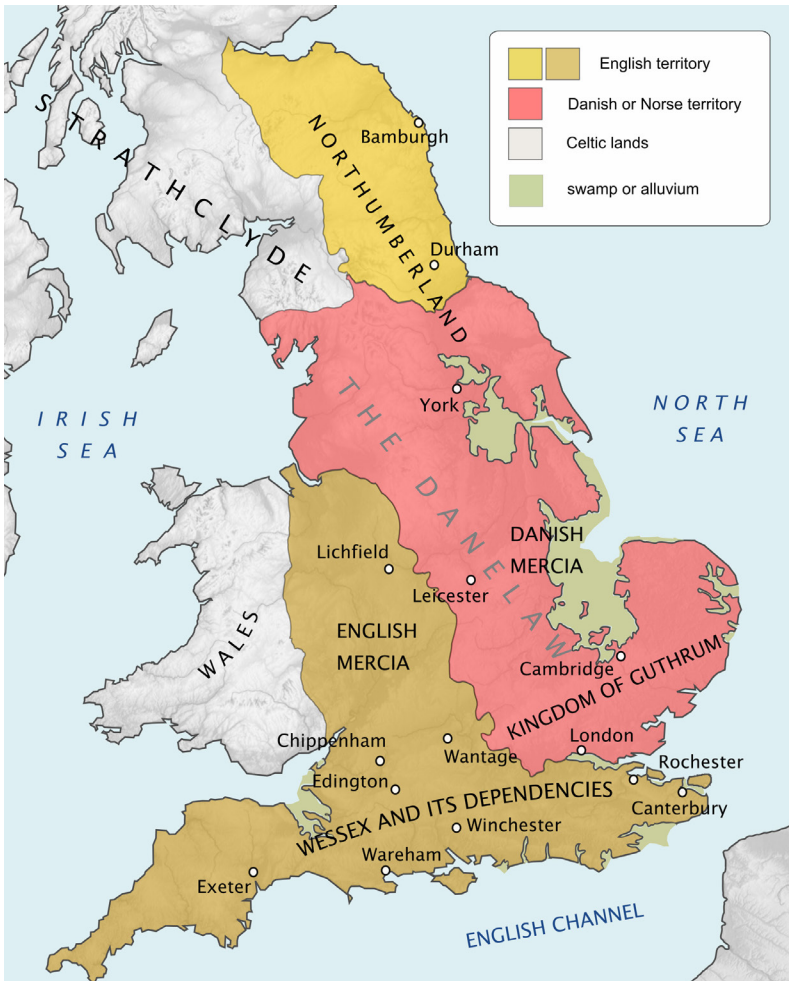 English territory
Danish or Norse territory
Celtic lands
swamp or alluvium
STRATHCLYDE
NORTHUMBERLAND
Bamburgh
Durham
THE DANELAW
York
IRISH
SEA
NORTH
SEA
DANISH
MERCIA
Lichfield
Leicester
ENGLISH
MERCIA
WALES
Cambridge
KINGDOM OF GUTHRUM
London
Chippenham
Wantage
Rochester
Edington
WESSEX AND ITS DEPENDENCIES
Canterbury
Winchester
Wareham
Exeter
ENGLISH CHANNEL